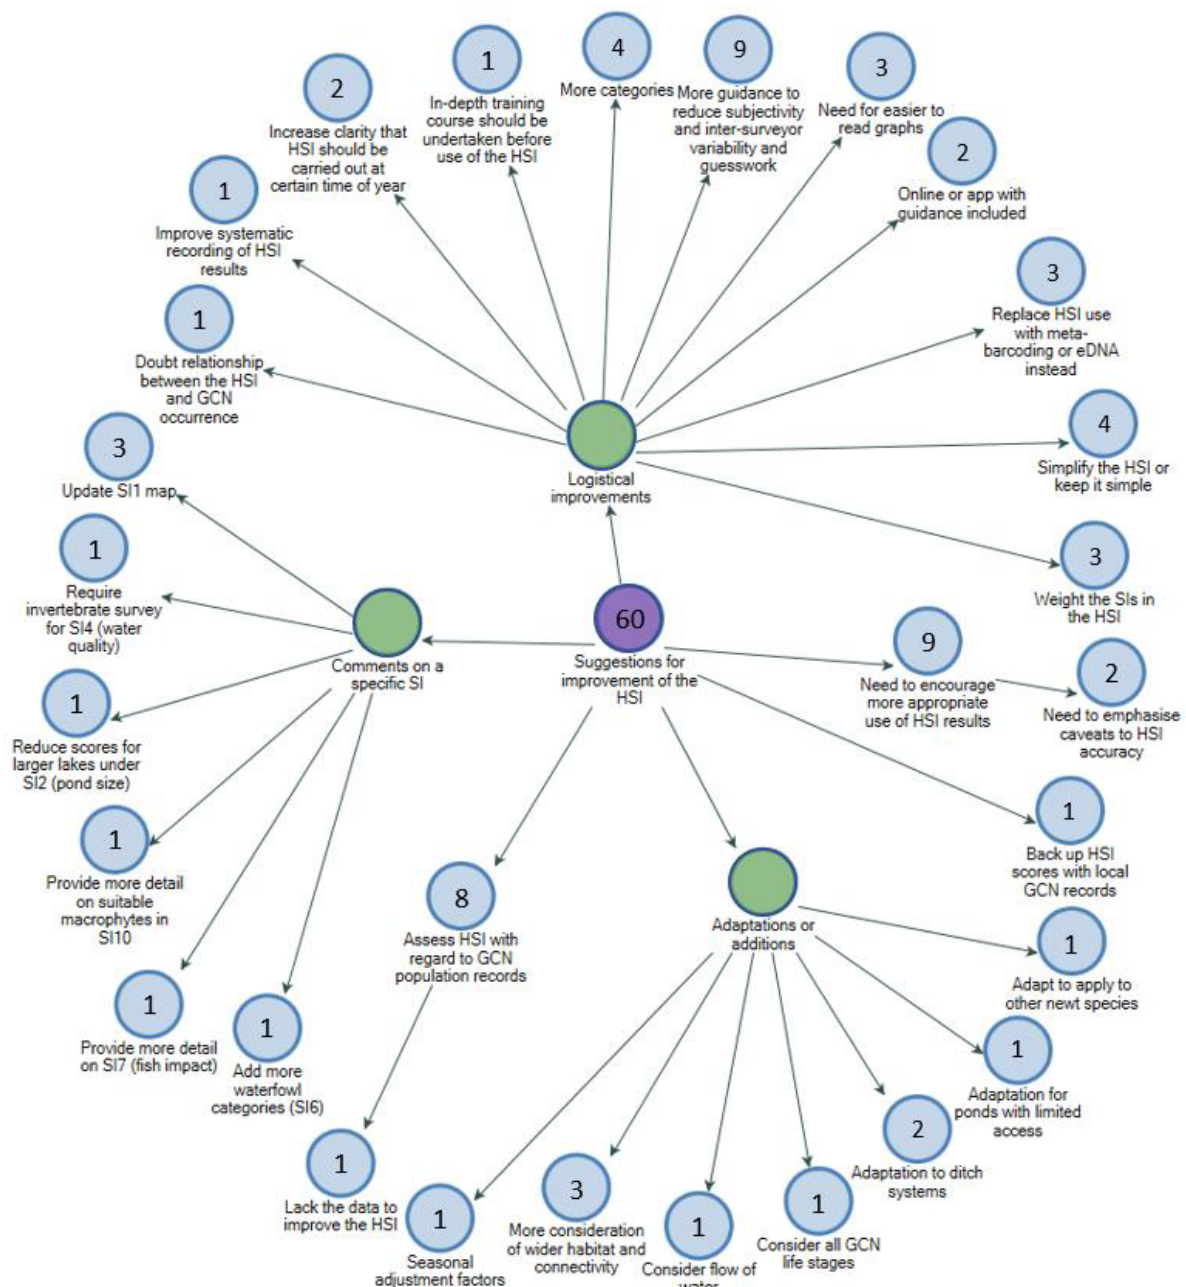 4
More categories
9
More guidance to
reduce subjectivity
and inter-surveyor
variability and
guesswork
1
In-depth training
course should be
undertaken before
use of the HSI
3
Need for easier to
read graphs
2
Increase clarity that
HSI should be
carried out at
certain time of year
2
Online or app with
guidance included
1
Improve systematic
recording of HSI
results
3
Replace HSI use
with meta-
barcoding or eDNA
instead
1
Doubt relationship
between the HSI
and GCN
occurrence
4
Simplify the HSI or
keep it simple
Logistical
improvements
3
Update SI1 map
3
Weight the SIs in
the HSI
1
Require
invertebrate survey
for SI4 (water
quality)
Comments on a
specific SI
60
Suggestions for
improvement of the
HSI
9
Need to encourage
more appropriate
use of HSI results
2
Need to emphasise
caveats to HSI
accuracy
1
Reduce scores for
larger lakes under
SI2 (pond size)
1
Back up HSI
scores with local
GCN records
1
Provide more detail
on suitable
macrophytes in
SI10
8
Assess HSI with
regard to GCN
population records
Adaptations or
additions
1
Adapt to apply to
other newt species
1
Provide more detail
on SI7 (fish impact)
1
Add more
waterfowl
categories (SI6)
1
Adaptation for
ponds with limited
access
2
Adaptation to ditch
systems
1
Lack the data to
improve the HSI
1
Seasonal
adjustment factors
3
More consideration
of wider habitat and
connectivity
1
Consider flow of
water
1
Consider all GCN
life stages